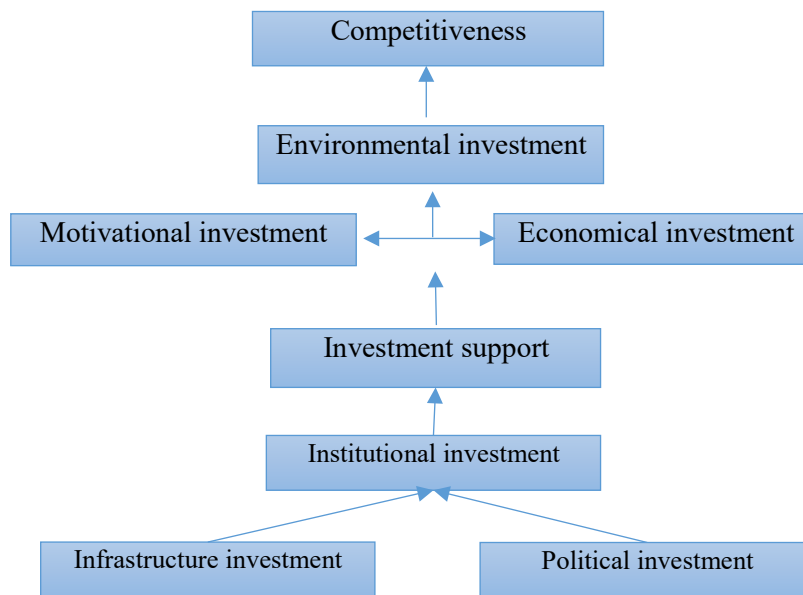 Competitiveness
Environmental investment
Motivational investment
Economical investment
Investment support
Institutional investment
Infrastructure investment
Political investment